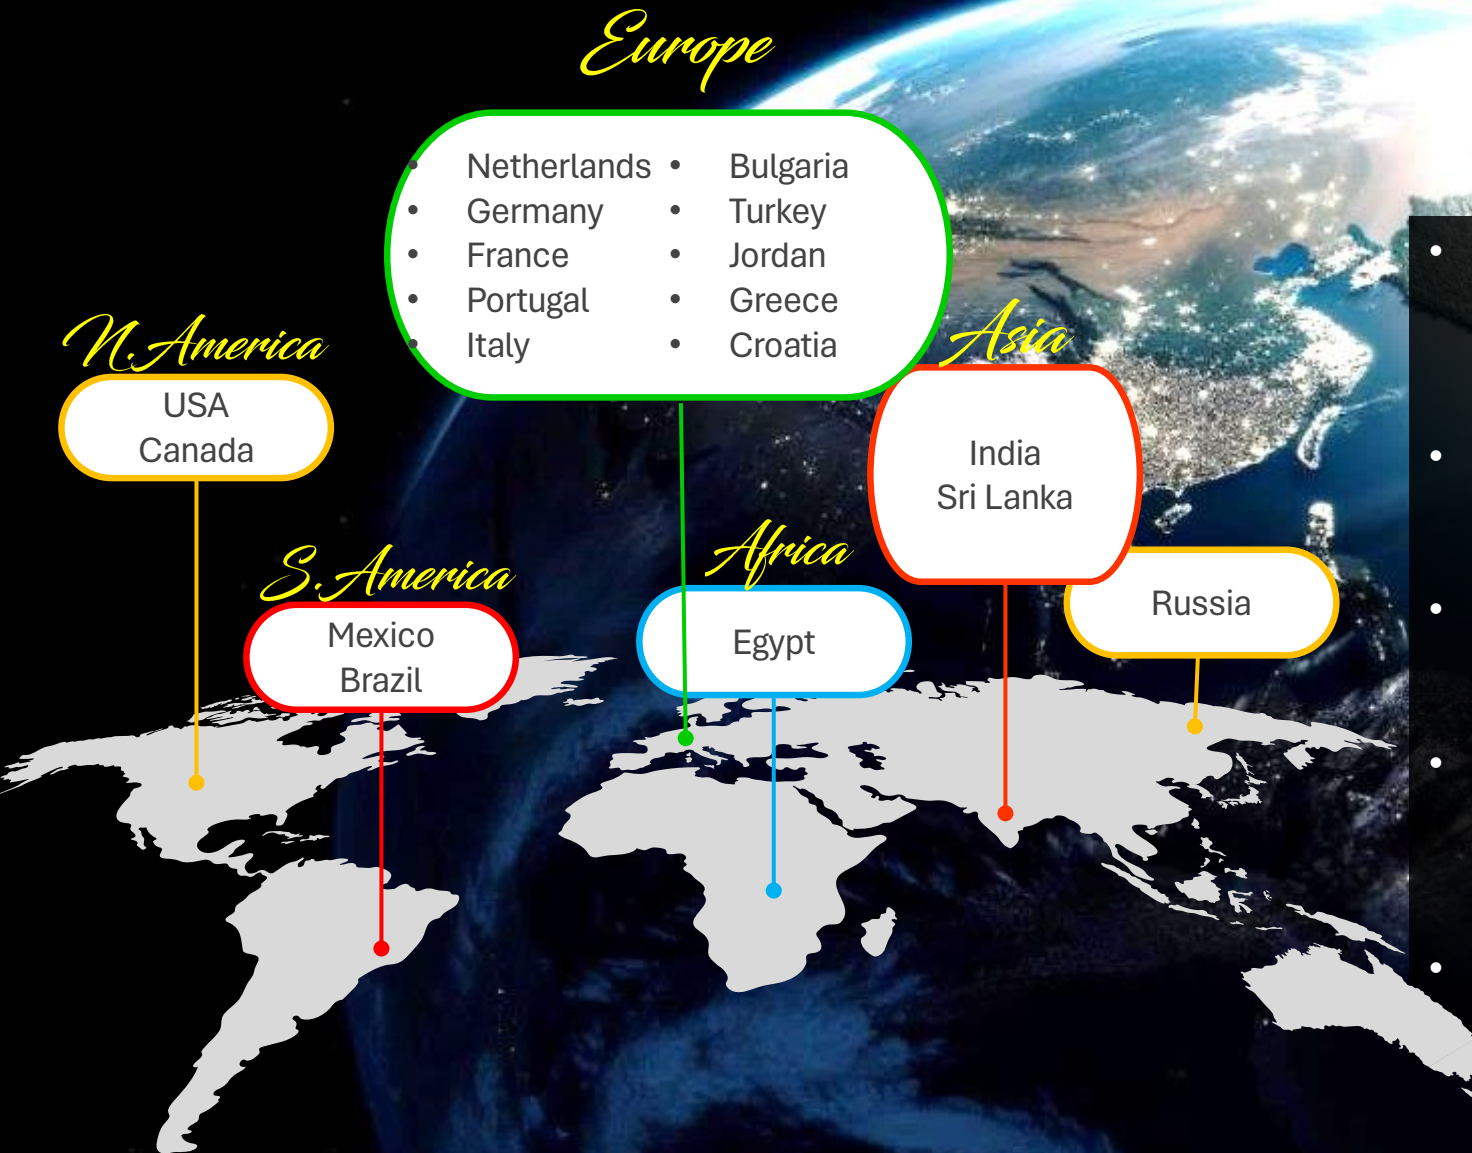 Europe
• Netherlands
• Germany
• France
• Portugal
• Italy
• Bulgaria
• Turkey
• Jordan
• Greece
• Croatia
N. America
USA
Canada
Asia
India
Sri Lanka
S. America
Mexico
Brazil
Africa
Egypt
Russia